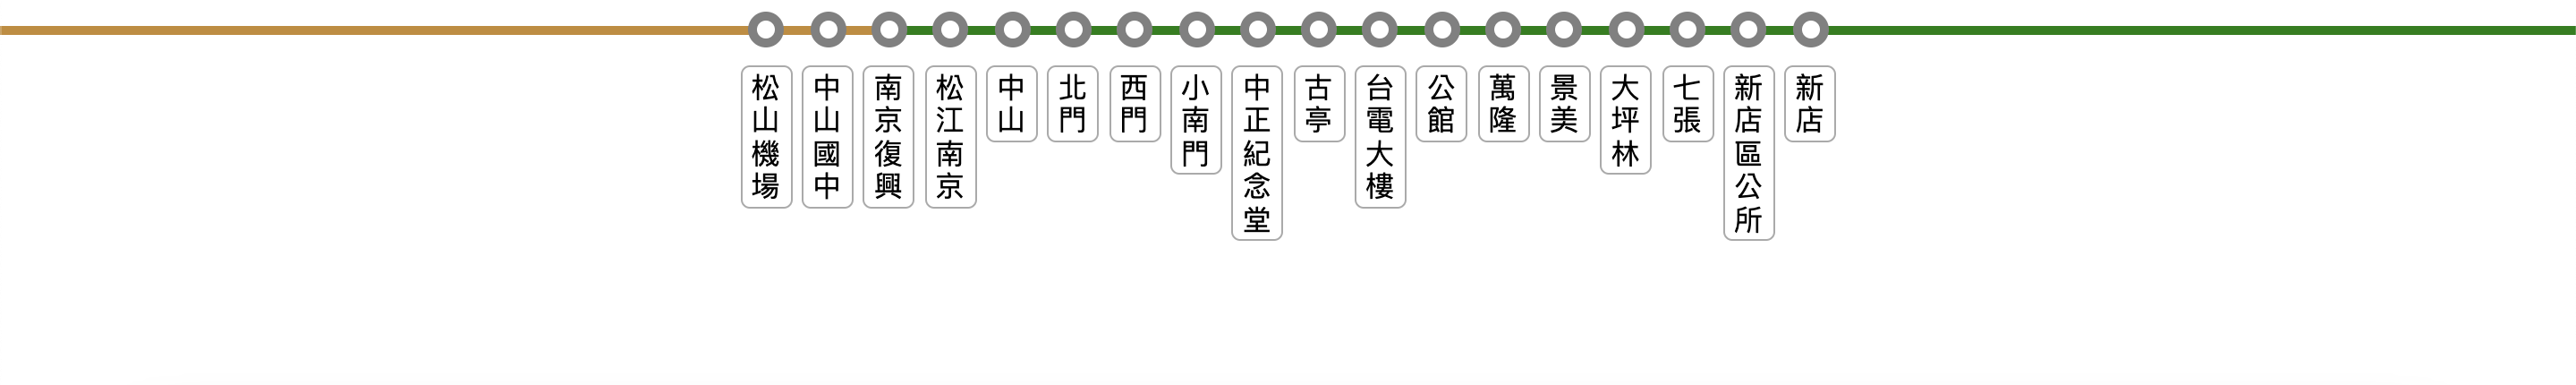 松山機場
中山國中
南京復興
松江南京
中山
北門
西門
小南門
中正紀念堂
古亭
台電大樓
公館
萬隆
景美
大坪林
七張
新店區公所
新店